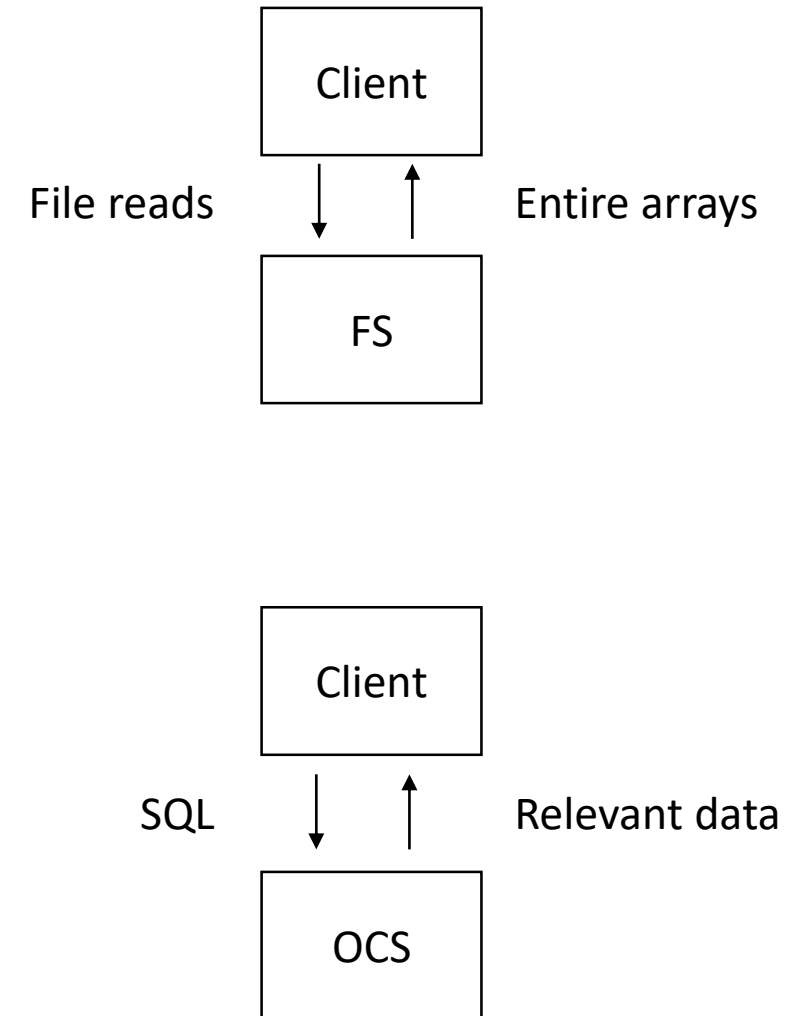 Client
File reads
Entire arrays
FS
Client
SQL
Relevant data
OCS